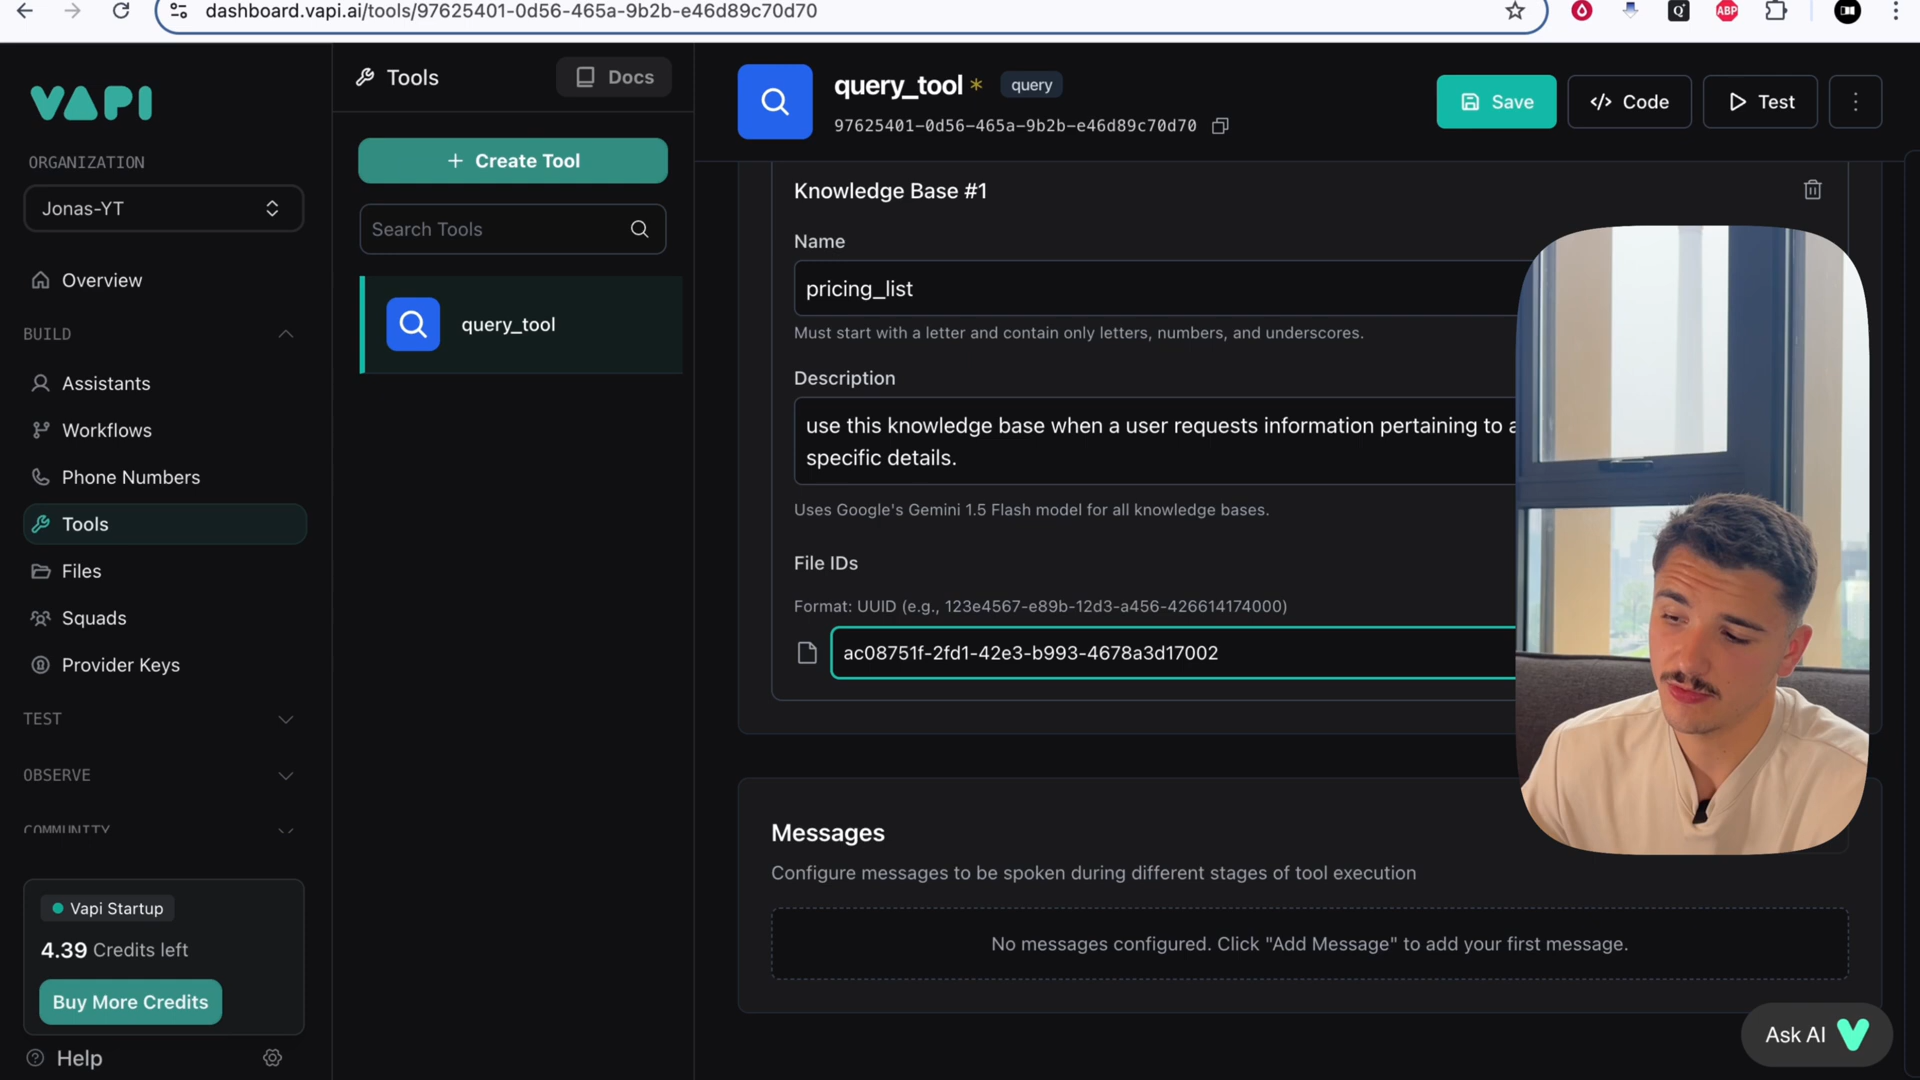 dashboard.vapi.ai/tools/97625401-0d56-465a-9b2b-e46d89c70d70
ABP
VAPI
ORGANIZATION
Jonas-YT
Overview
BUILD
Assistants
Workflows
Phone Numbers
Tools
Files
Squads
Provider Keys
TEST
OBSERVE
COMMUNITY
Vapi Startup
4.39 Credits left
Buy More Credits
Help
Tools
Docs
+ Create Tool
Search Tools
query_tool
query_tool *
query
97625401-0d56-465a-9b2b-e46d89c70d70
Save
</> Code
Test
Knowledge Base #1
Name
pricing_list
Must start with a letter and contain only letters, numbers, and underscores.
Description
use this knowledge base when a user requests information pertaining to
specific details.
Uses Google's Gemini 1.5 Flash model for all knowledge bases.
File IDs
Format: UUID (e.g., 123e4567-e89b-12d3-a456-426614174000)
ac08751f-2fd1-42e3-b993-4678a3d17002
Messages
Configure messages to be spoken during different stages of tool execution
No messages configured. Click "Add Message" to add your first message.
Ask AI